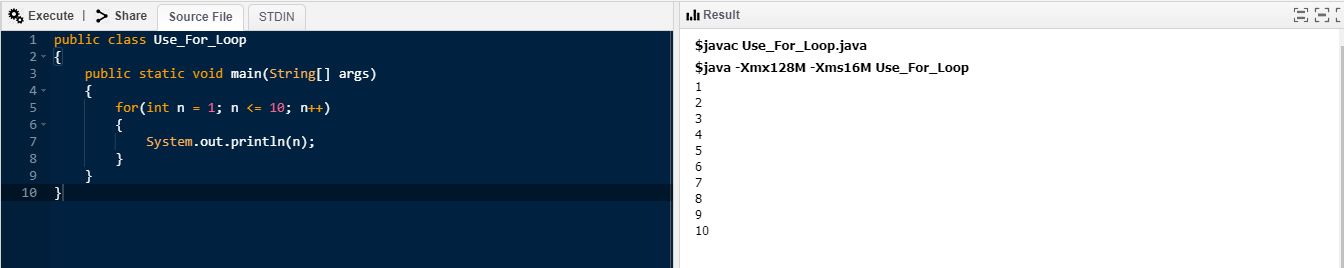 Execute | Share Source File STDIN
1 public class Use_For_Loop
2 {
3 public static void main(String[] args)
4 {
5 for(int n = 1; n <= 10; n++)
6 {
7 System.out.println(n);
8 }
9 }
10 }
Result
$javac Use_For_Loop.java
$java -Xmx128M -Xms16M Use_For_Loop
1
2
3
4
5
6
7
8
9
10